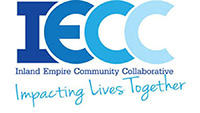 IECC
Inland Empire Community Collaborative
Impacting Lives Together